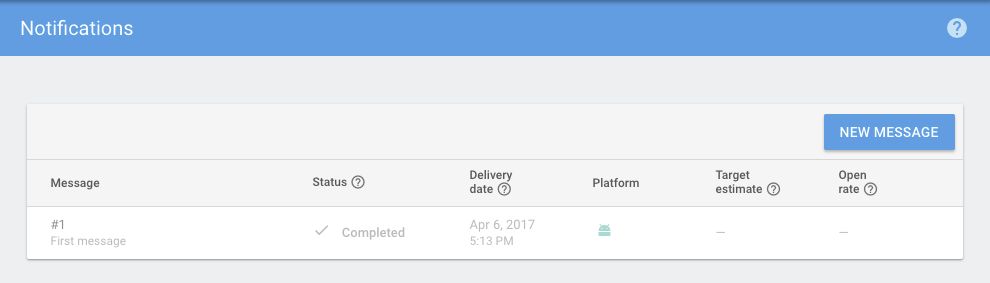 Notifications
NEW MESSAGE
Message
Status
Delivery
date
Platform
Target
estimate
Open
rate
#1
First message
Completed
Apr 6, 2017
5:13 PM
—
—